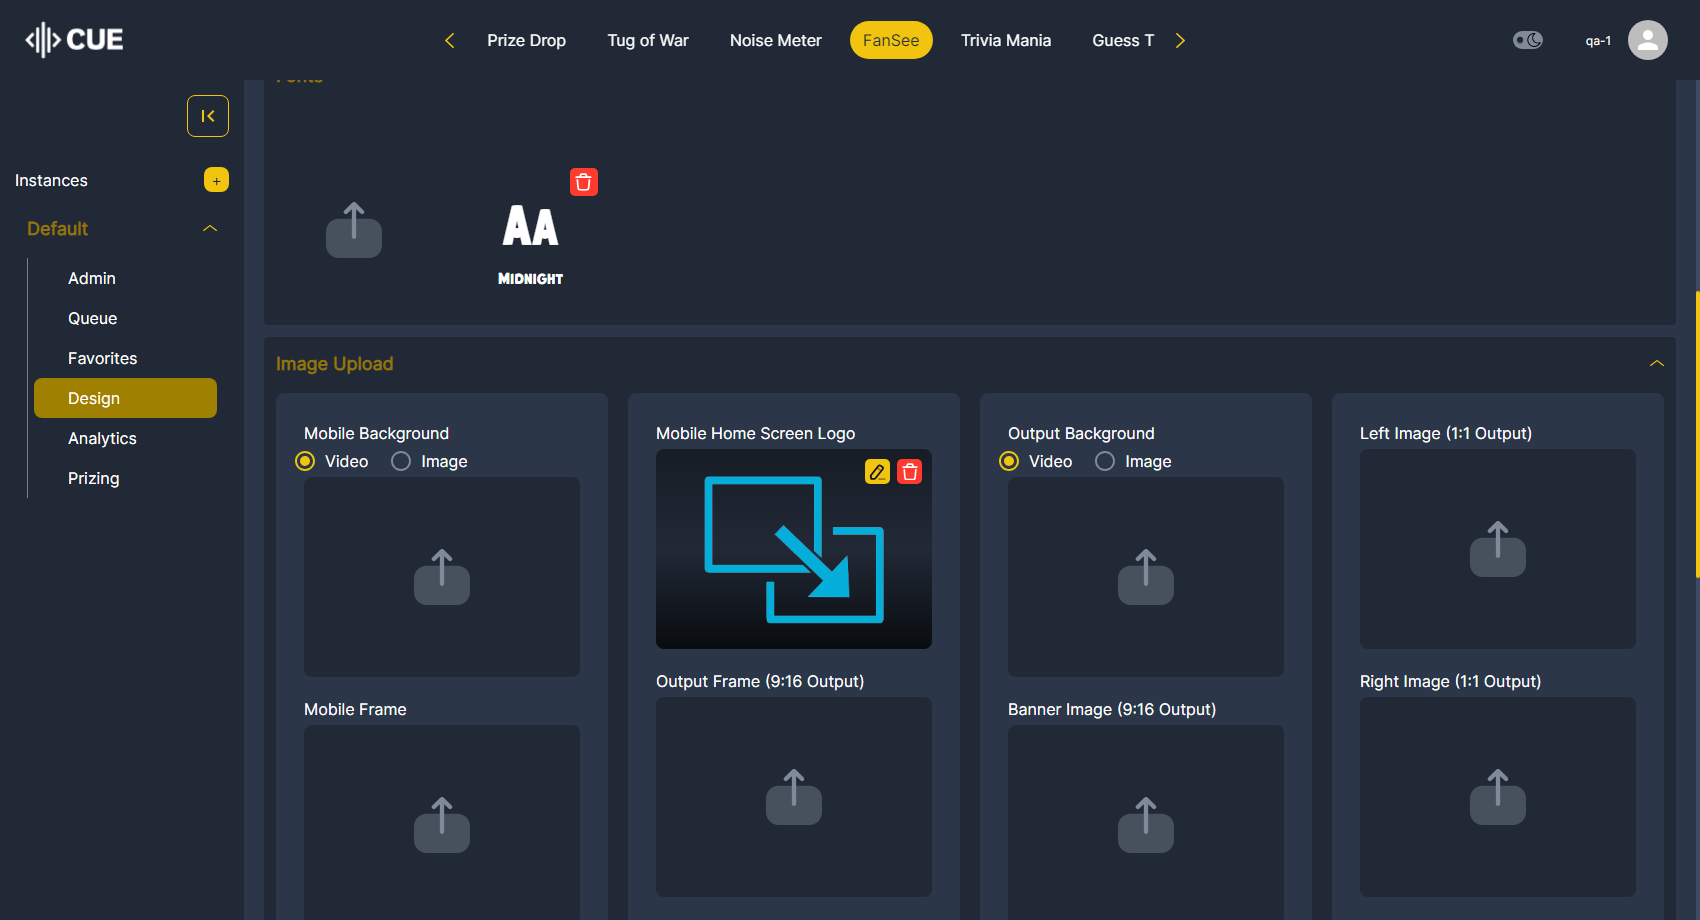 CUE
Prize Drop
Tug of War
Noise Meter
FanSee
Trivia Mania
Guess T
qa-1
Instances
+
Default
Admin
Queue
Favorites
Design
Analytics
Prizing
Fonts
AA
MIDNIGHT
Image Upload
Mobile Background
Video
Image
Mobile Home Screen Logo
Output Background
Video
Image
Left Image (1:1 Output)
Mobile Frame
Output Frame (9:16 Output)
Banner Image (9:16 Output)
Right Image (1:1 Output)